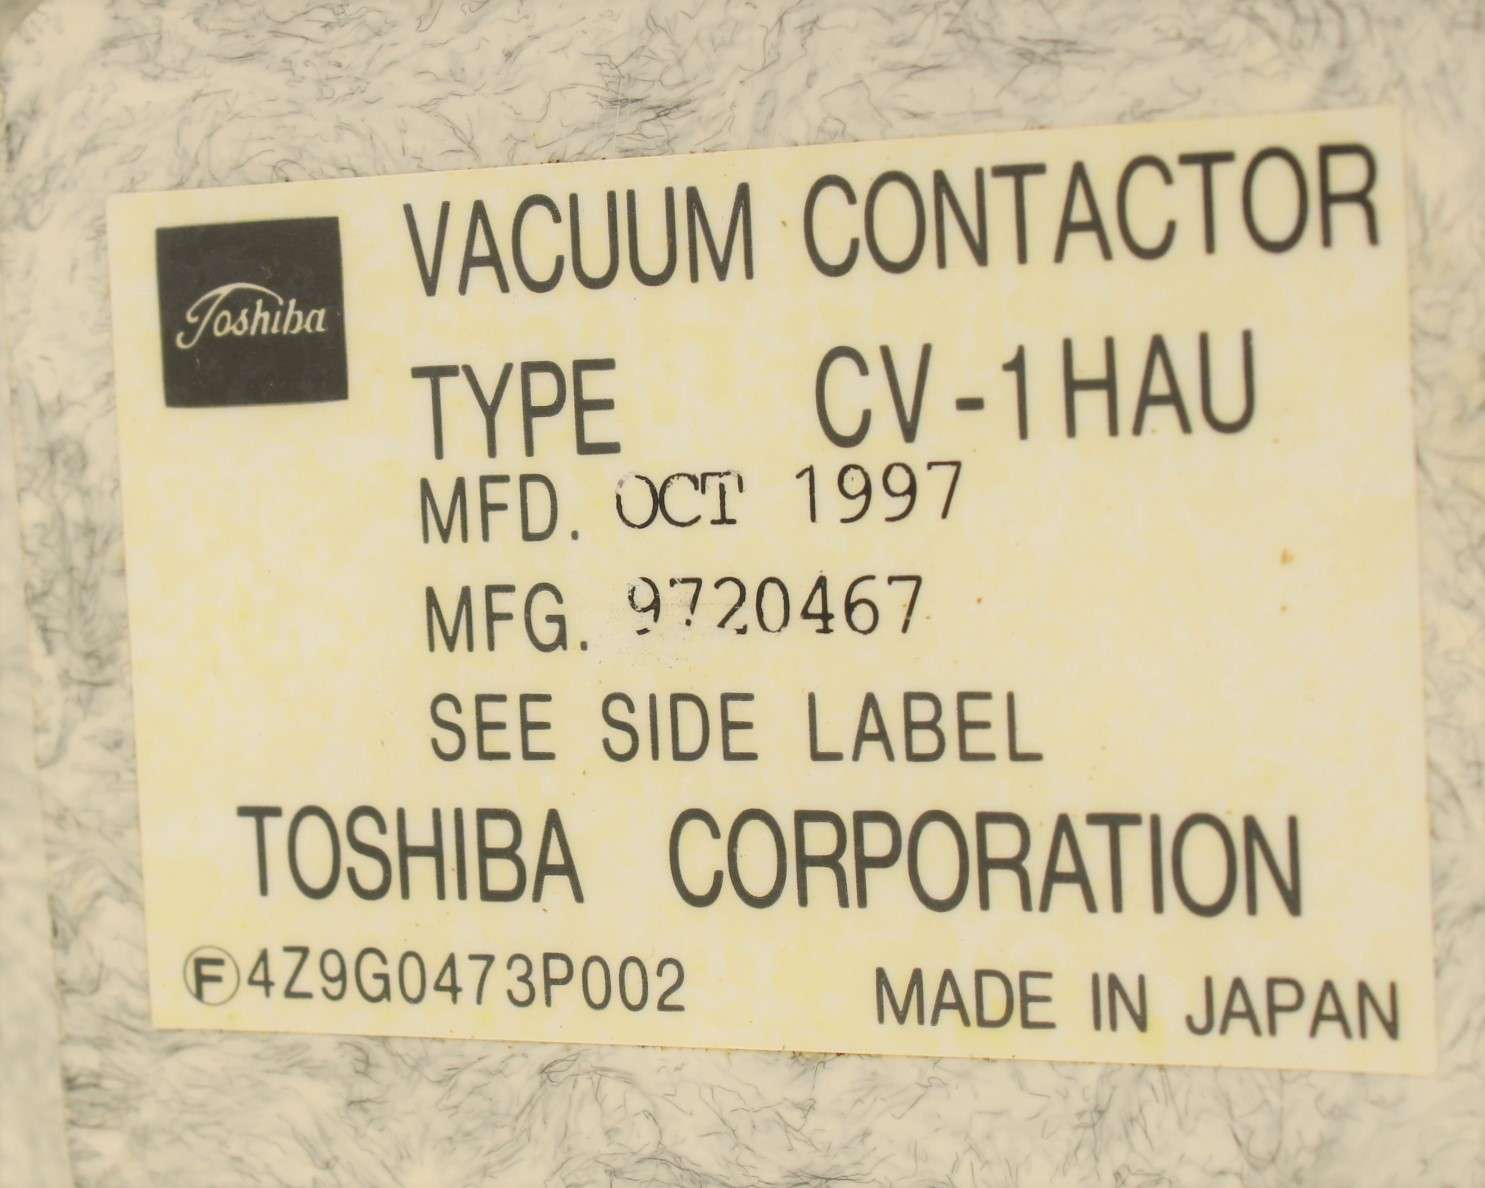 Toshiba
VACUUM CONTACTOR
TYPE CV-1HAU
MFD. OCT 1997
MFG. 9720467
SEE SIDE LABEL
TOSHIBA CORPORATION
Ⓕ4Z9G0473P002 MADE IN JAPAN